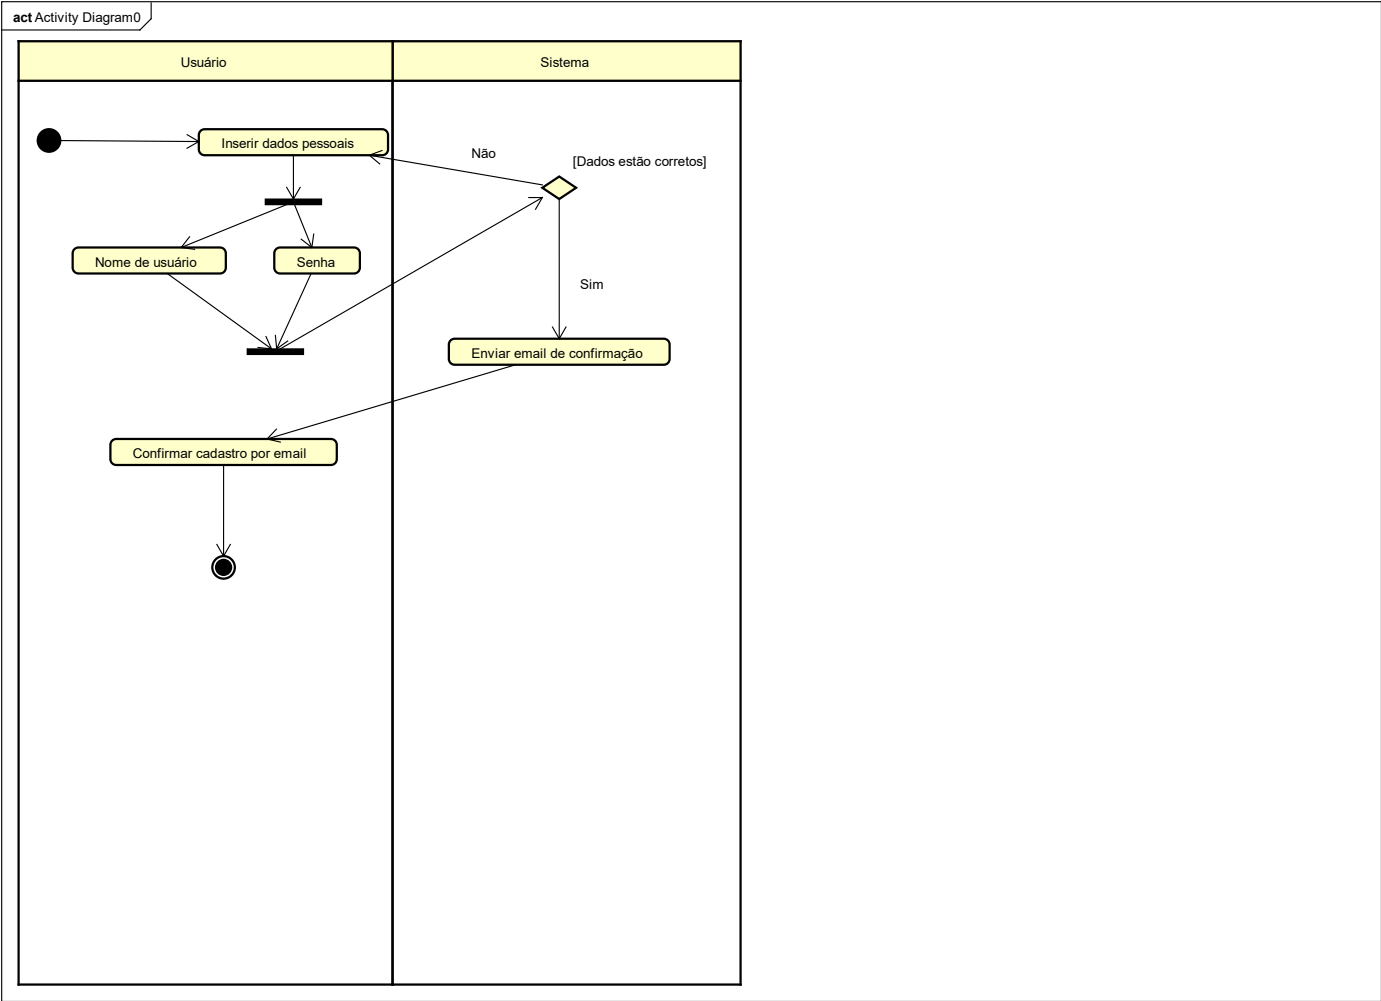 act Activity Diagram0
Usuário
Sistema
Inserir dados pessoais
Não
[Dados estão corretos]
Nome de usuário
Senha
Sim
Enviar email de confirmação
Confirmar cadastro por email